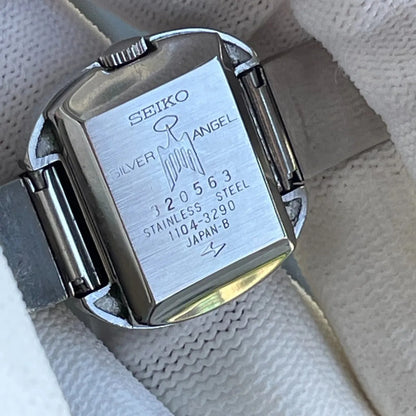 SEIKO
SILVER ANGEL
320563
STAINLESS STEEL
1104-3290
JAPAN-B